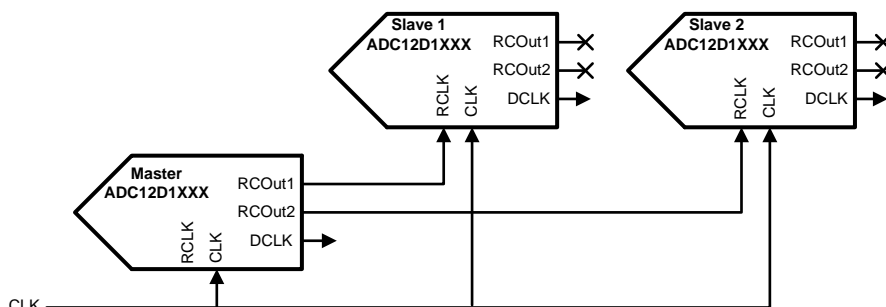 Slave 1
ADC12D1XXX
RCOut1
RCOut2
DCLK
RCLK
CLK
Slave 2
ADC12D1XXX
RCOut1
RCOut2
DCLK
RCLK
CLK
Master
ADC12D1XXX
RCOut1
RCOut2
DCLK
RCLK
CLK
CLK